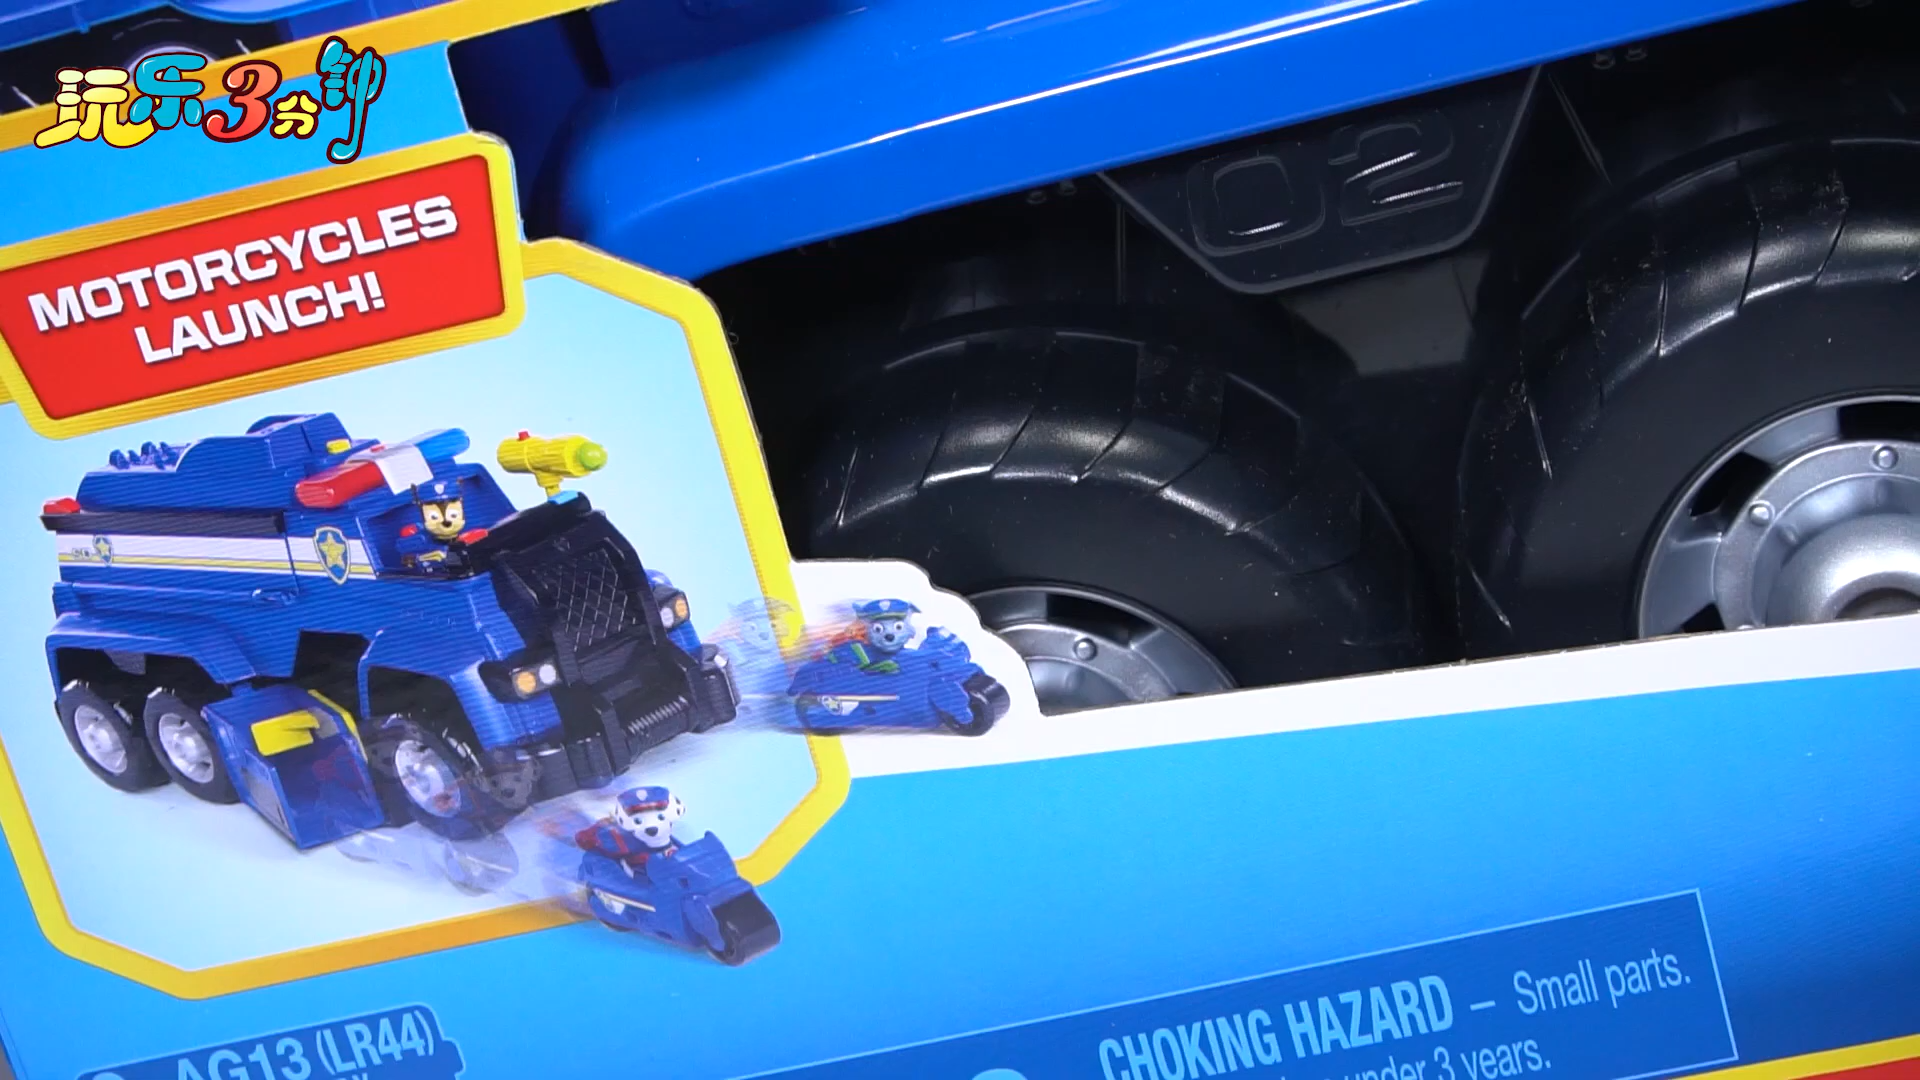 玩乐3分钟
MOTORCYCLES
LAUNCH!
02
AG13 (LR44)
CHOKING HAZARD – Small parts.
under 3 years.